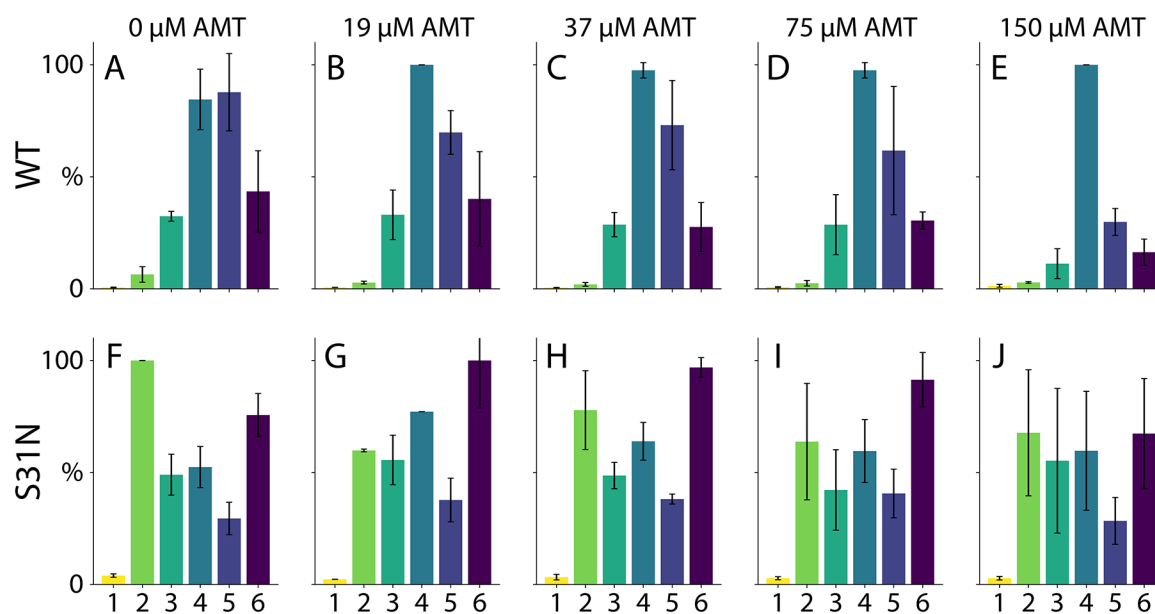 0 µM AMT 19 µM AMT 37 µM AMT 75 µM AMT 150 µM AMT
A B C D E
100
WT
%
0
F G H I J
100
S31N
%
0
1 2 3 4 5 6 1 2 3 4 5 6 1 2 3 4 5 6 1 2 3 4 5 6 1 2 3 4 5 6